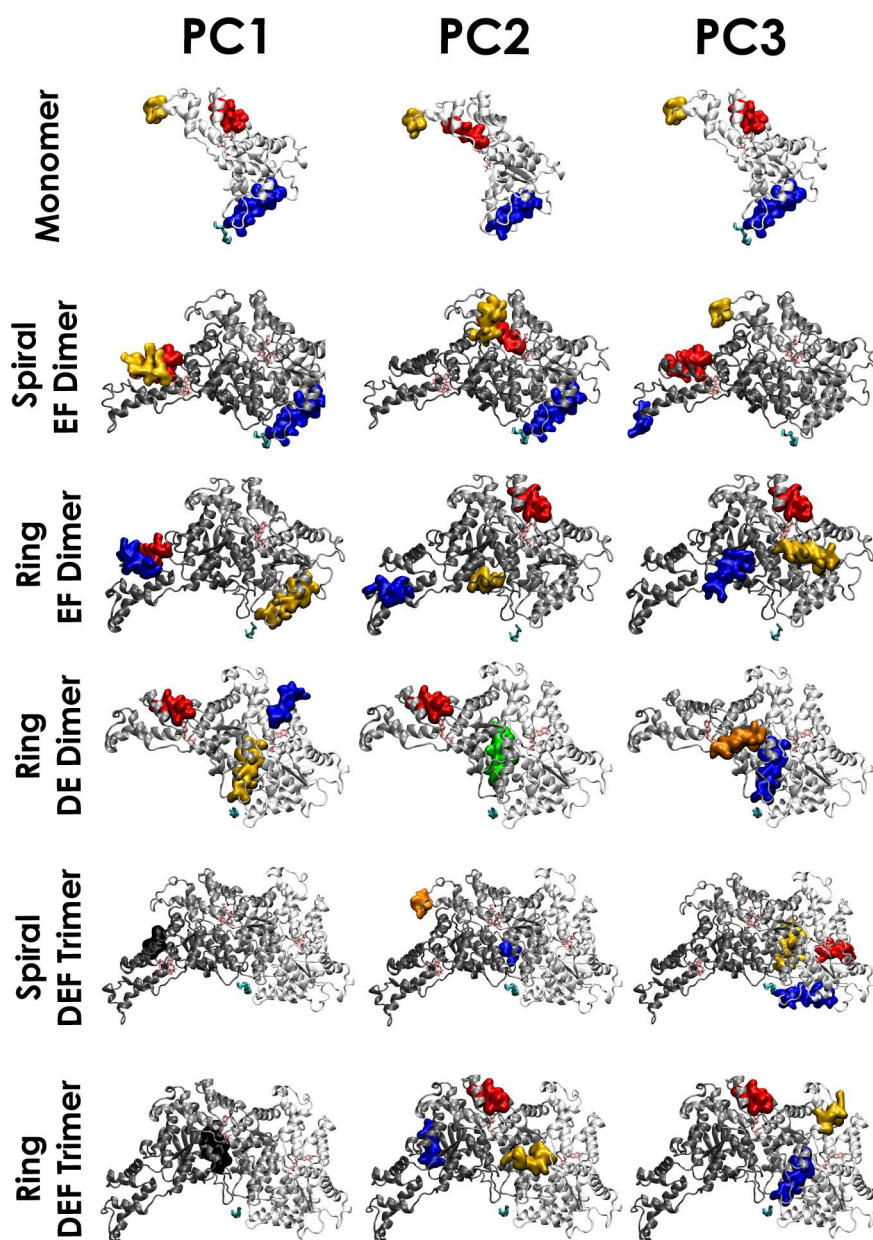 PC1 PC2 PC3
Monomer
Spiral
EF Dimer
Ring
EF Dimer
Ring
DE Dimer
Spiral
DEF Trimer
Ring
DEF Trimer